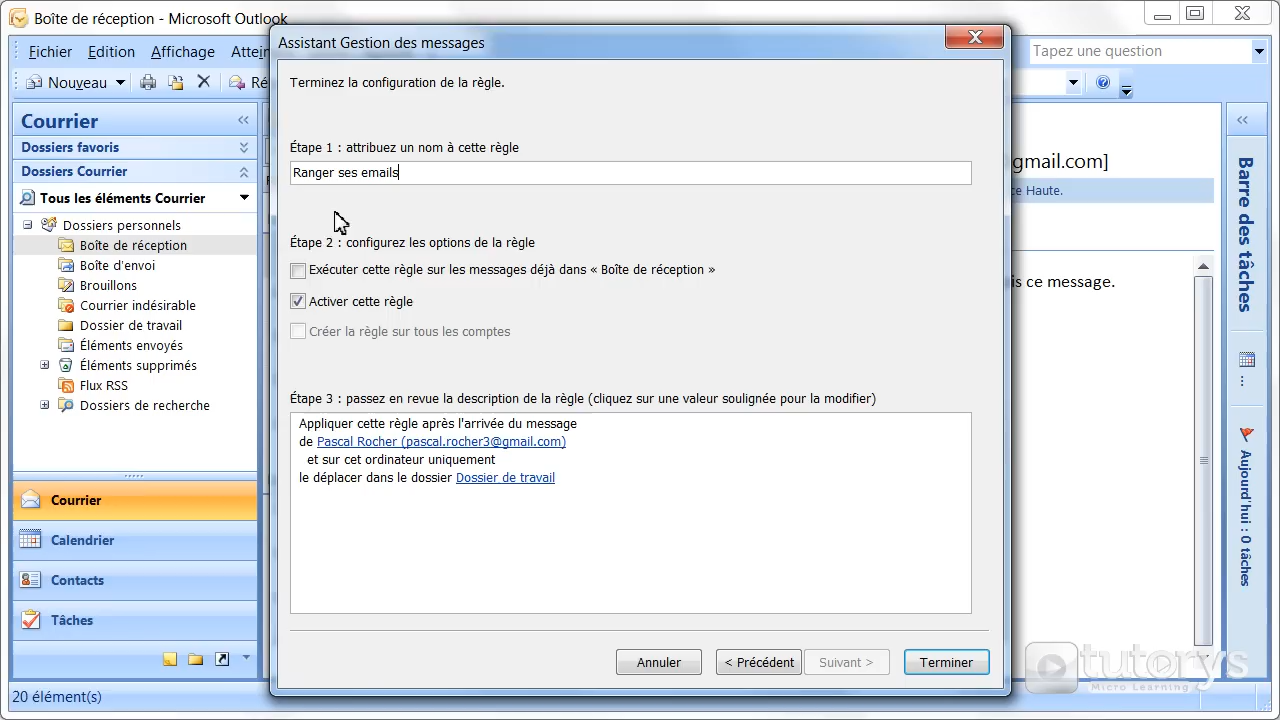 Boîte de réception - Microsoft Outlook
Fichier Edition Affichage
Tapez une question
Nouveau
Courrier
Dossiers favoris
Dossiers Courrier
Tous les éléments Courrier
Dossiers personnels
Boîte de réception
Boîte d'envoi
Brouillons
Courrier indésirable
Dossier de travail
Éléments envoyés
Éléments supprimés
Flux RSS
Dossiers de recherche
Courrier
Calendrier
Contacts
Tâches
20 élément(s)
Assistant Gestion des messages
Terminez la configuration de la règle.
Étape 1 : attribuez un nom à cette règle
Ranger ses emails
Étape 2 : configurez les options de la règle
Exécuter cette règle sur les messages déjà dans « Boîte de réception »
Activer cette règle
Créer la règle sur tous les comptes
Étape 3 : passez en revue la description de la règle (cliquez sur une valeur soulignée pour la modifier)
Appliquer cette règle après l'arrivée du message
de Pascal Rocher (pascal.rocher3@gmail.com)
et sur cet ordinateur uniquement
le déplacer dans le dossier Dossier de travail
Annuler < Précédent Suivant > Terminer
gmail.com]
Haute.
ce message.
Barre des tâches
...
Aujourd'hui : 0 tâches
tutorys
Micro Learning